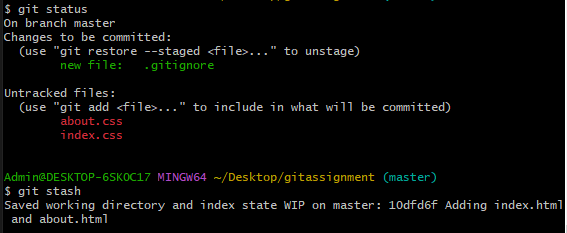 $ git status
On branch master
Changes to be committed:
  (use "git restore --staged <file>..." to unstage)
        new file:   .gitignore

Untracked files:
  (use "git add <file>..." to include in what will be committed)
        about.css
        index.css

Admin@DESKTOP-6SKOC17 MINGW64 ~/Desktop/gitassignment (master)
$ git stash
Saved working directory and index state WIP on master: 10dfd6f Adding index.html
 and about.html